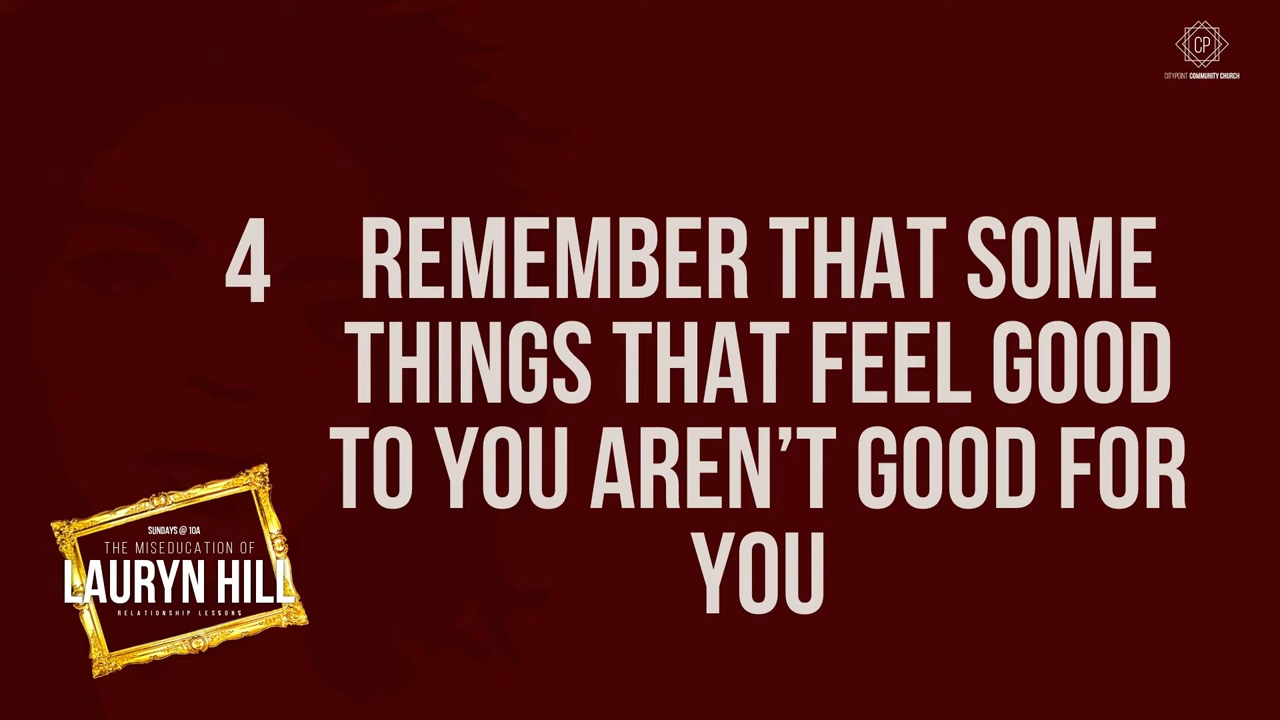 CP
CITYPOINT COMMUNITY CHURCH
4 REMEMBER THAT SOME
THINGS THAT FEEL GOOD
TO YOU AREN’T GOOD FOR
YOU
SUNDAYS @ 10A
THE MISEDUCATION OF
LAURYN HILL
RELATIONSHIP LESSONS